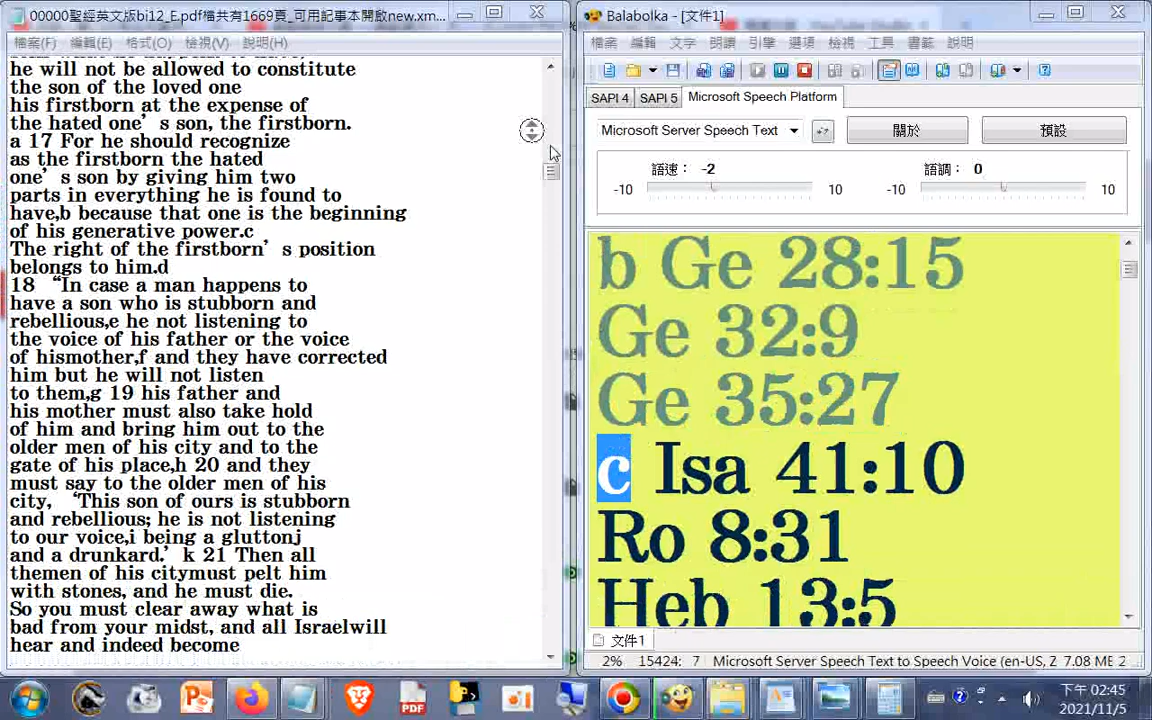 00000聖經英文版bi12_E.pdf檔共有1669頁_可用記事本開啟new.xm...
檔案(F) 編輯(E) 格式(O) 檢視(V) 說明(H)
he will not be allowed to constitute
the son of the loved one
his firstborn at the expense of
the hated one’s son, the firstborn.
a 17 For he should recognize
as the firstborn the hated
one’s son by giving him two
parts in everything he is found to
have,b because that one is the beginning
of his generative power.c
The right of the firstborn’s position
belongs to him.d
18 “In case a man happens to
have a son who is stubborn and
rebellious,e he not listening to
the voice of his father or the voice
of hismother,f and they have corrected
him but he will not listen
to them,g 19 his father and
his mother must also take hold
of him and bring him out to the
older men of his city and to the
gate of his place,h 20 and they
must say to the older men of his
city, ‘This son of ours is stubborn
and rebellious; he is not listening
to our voice,i being a gluttonj
and a drunkard.’k 21 Then all
themen of his citymust pelt him
with stones, and he must die.
So you must clear away what is
bad from your midst, and all Israelwill
hear and indeed become
Balabolka - [文件1]
檔案 編輯 文字 朗讀 引擎 選項 檢視 工具 書籤 說明
SAPI 4 SAPI 5 Microsoft Speech Platform
Microsoft Server Speech Text 關於 預設
語速: -2 語調: 0
-10 10 -10 10
b Ge 28:15
Ge 32:9
Ge 35:27
c Isa 41:10
Ro 8:31
Heb 13:5
文件1
2% 15424: 7 Microsoft Server Speech Text to Speech Voice (en-US, Z 7.08 MB
下午 02:45
2021/11/5